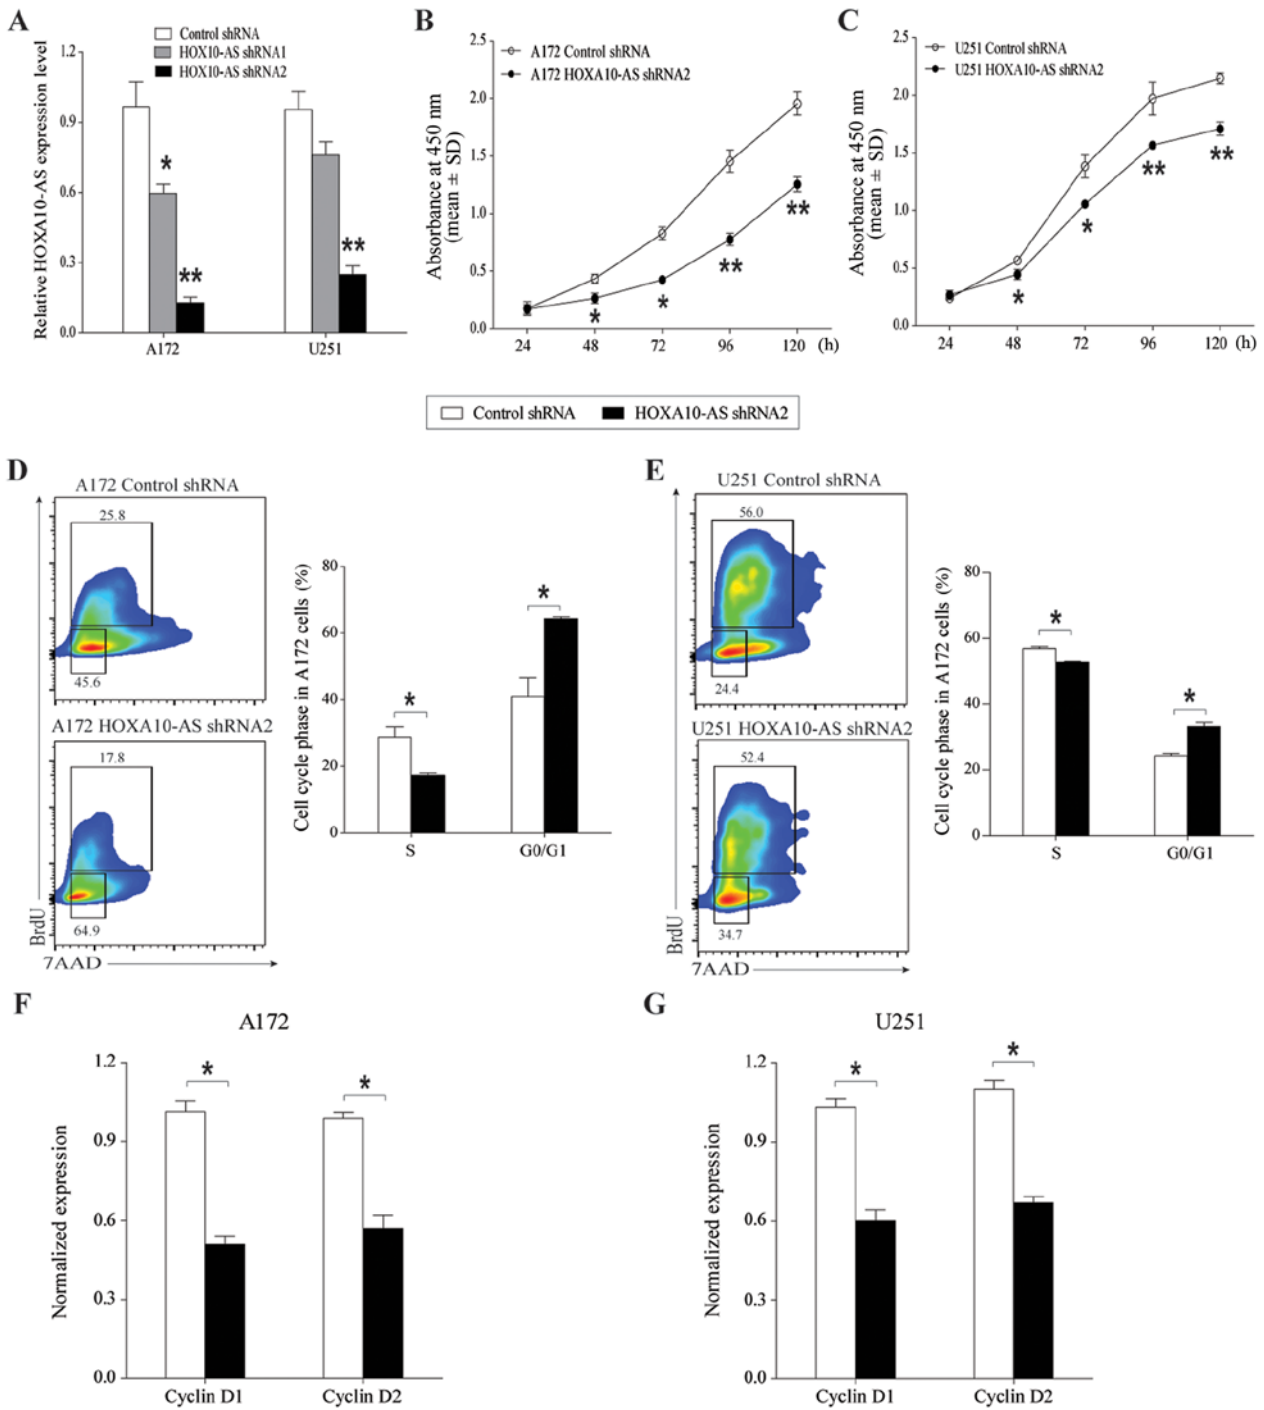 A
Control shRNA
HOX10-AS shRNA1
HOX10-AS shRNA2
Relative HOXA10-AS expression level
1.2
0.9
0.6
0.3
0.0
*
**
**
A172
U251
B
A172 Control shRNA
A172 HOXA10-AS shRNA2
Absorbance at 450 nm
(mean ± SD)
2.5
2.0
1.5
1.0
0.5
0.0
*
*
**
**
24
48
72
96
120
(h)
C
U251 Control shRNA
U251 HOXA10-AS shRNA2
Absorbance at 450 nm
(mean ± SD)
2.5
2.0
1.5
1.0
0.5
0.0
*
*
**
**
24
48
72
96
120
(h)
Control shRNA
HOXA10-AS shRNA2
D
A172 Control shRNA
25.8
45.6
A172 HOXA10-AS shRNA2
17.8
64.9
BrdU
7AAD
Cell cycle phase in A172 cells (%)
80
60
40
20
0
*
*
S
G0/G1
E
U251 Control shRNA
56.0
24.4
U251 HOXA10-AS shRNA2
52.4
34.7
BrdU
7AAD
Cell cycle phase in A172 cells (%)
80
60
40
20
0
*
*
S
G0/G1
F
A172
Normalized expression
1.2
0.9
0.6
0.3
0.0
*
*
Cyclin D1
Cyclin D2
G
U251
Normalized expression
1.2
0.9
0.6
0.3
0.0
*
*
Cyclin D1
Cyclin D2